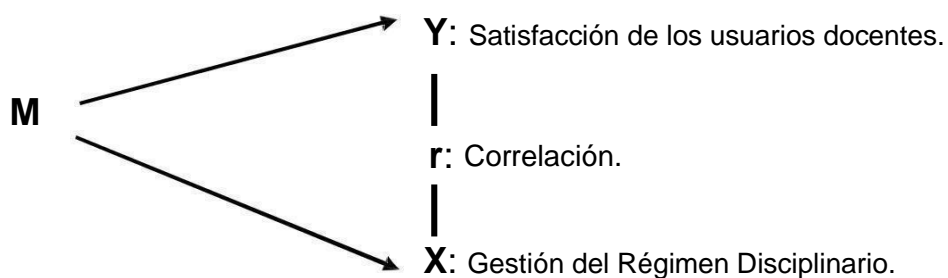 Y: Satisfacción de los usuarios docentes.
M
r: Correlación.
X: Gestión del Régimen Disciplinario.